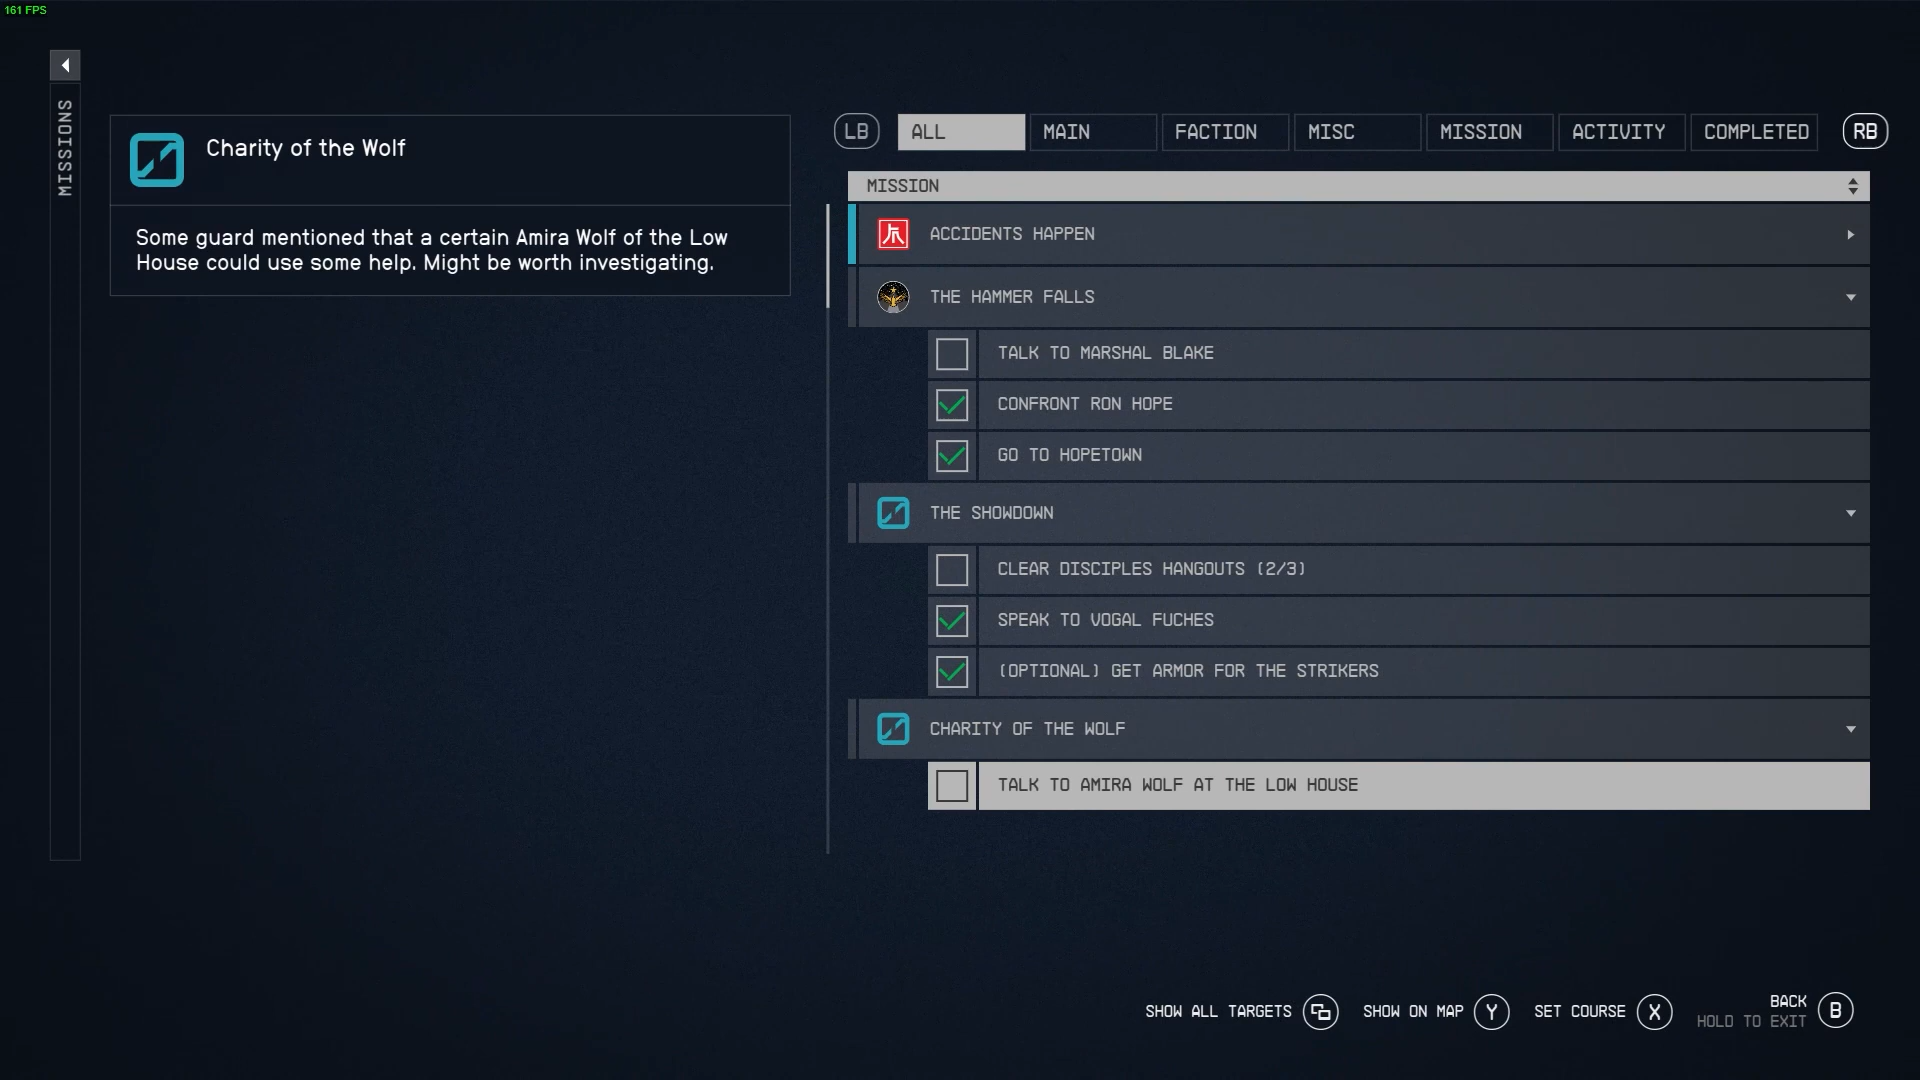 161 FPS
MISSIONS
Charity of the Wolf
Some guard mentioned that a certain Amira Wolf of the Low
House could use some help. Might be worth investigating.
LB
ALL
MAIN
FACTION
MISC
MISSION
ACTIVITY
COMPLETED
RB
MISSION
ACCIDENTS HAPPEN
THE HAMMER FALLS
TALK TO MARSHAL BLAKE
CONFRONT RON HOPE
GO TO HOPETOWN
THE SHOWDOWN
CLEAR DISCIPLES HANGOUTS (2/3)
SPEAK TO VOGAL FUCHES
(OPTIONAL) GET ARMOR FOR THE STRIKERS
CHARITY OF THE WOLF
TALK TO AMIRA WOLF AT THE LOW HOUSE
SHOW ALL TARGETS
SHOW ON MAP Y
SET COURSE X
BACK B
HOLD TO EXIT